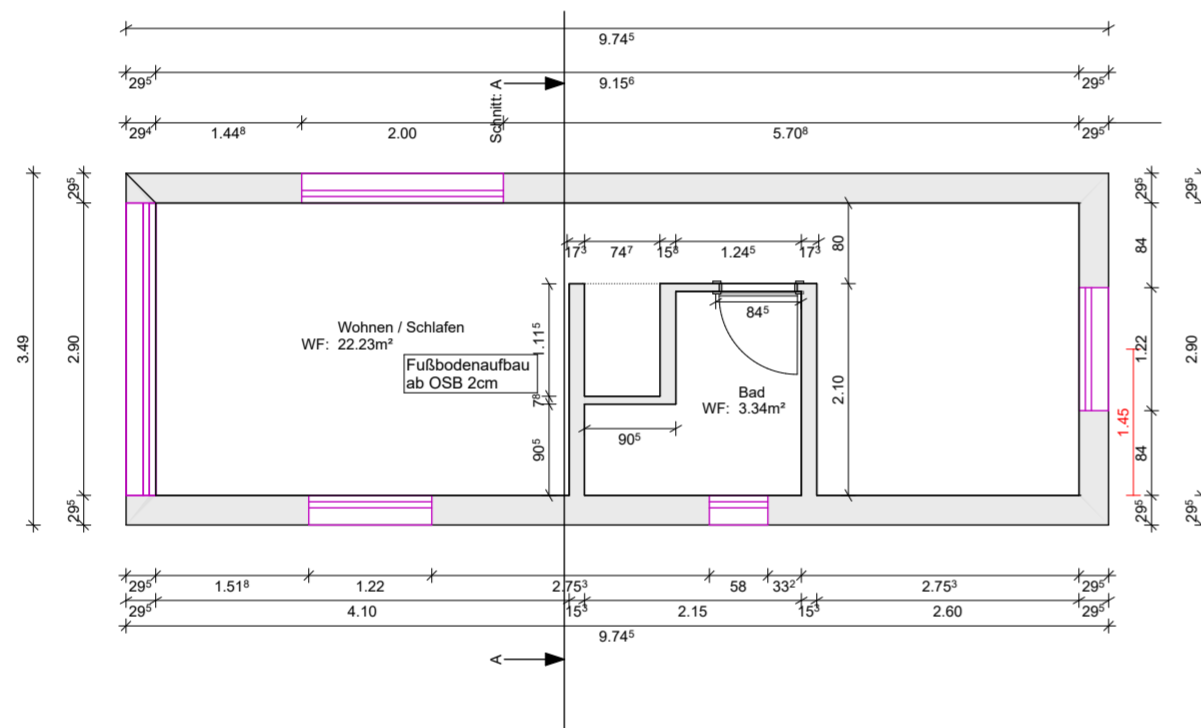 9.74⁵
29⁵ 9.15⁶ 29⁵
Schnitt: A
29⁴ 1.44⁸ 2.00 5.70⁸ 29⁵
29⁵ 29⁵ 29⁵
17³ 74⁷ 15⁸ 1.24⁵ 17³ 80 84
84⁵
3.49 2.90 1.11⁵ 2.10 1.22 2.90
Wohnen / Schlafen
WF: 22.23m²
Fußbodenaufbau
ab OSB 2cm
Bad
WF: 3.34m²
7⁸
90⁵ 90⁵ 1.45 84
29⁵ 29⁵ 29⁵
29⁵ 1.51⁸ 1.22 2.75³ 58 33² 2.75³ 29⁵
29⁵ 4.10 15³ 2.15 15³ 2.60 29⁵
9.74⁵
A